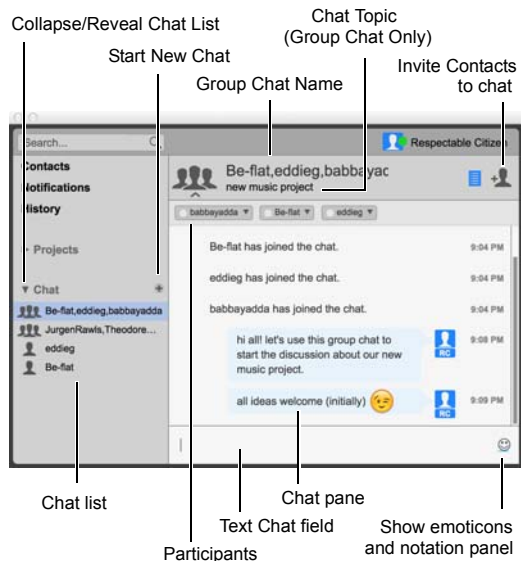 Collapse/Reveal Chat List
Chat Topic
(Group Chat Only)
Start New Chat
Invite Contacts
to chat
Group Chat Name
Search...
Respectable Citizen
Contacts
Notifications
History
Be-flat,eddieg,babbayac
new music project
babbayadda
Be-flat
eddieg
Projects
Be-flat has joined the chat.
9:04 PM
eddieg has joined the chat.
9:04 PM
Chat
babbayadda has joined the chat.
9:04 PM
Be-flat,eddieg,babbayadda
JurgenRawls,Theodore...
eddieg
Be-flat
hi all! let's use this group chat to
start the discussion about our new
music project.
RC
9:08 PM
all ideas welcome (initially)
RC
9:09 PM
Chat list
Chat pane
Text Chat field
Participants
Show emoticons
and notation panel